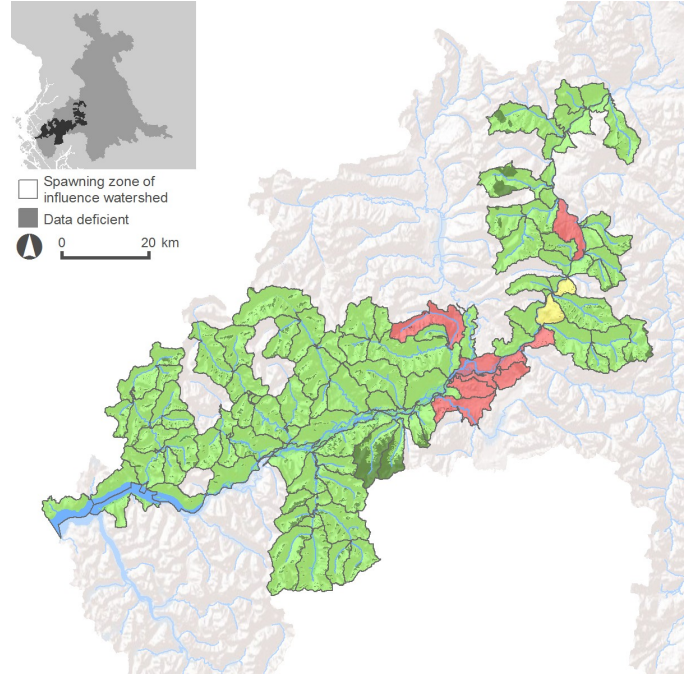 Spawning zone of
influence watershed
Data deficient
0 20 km